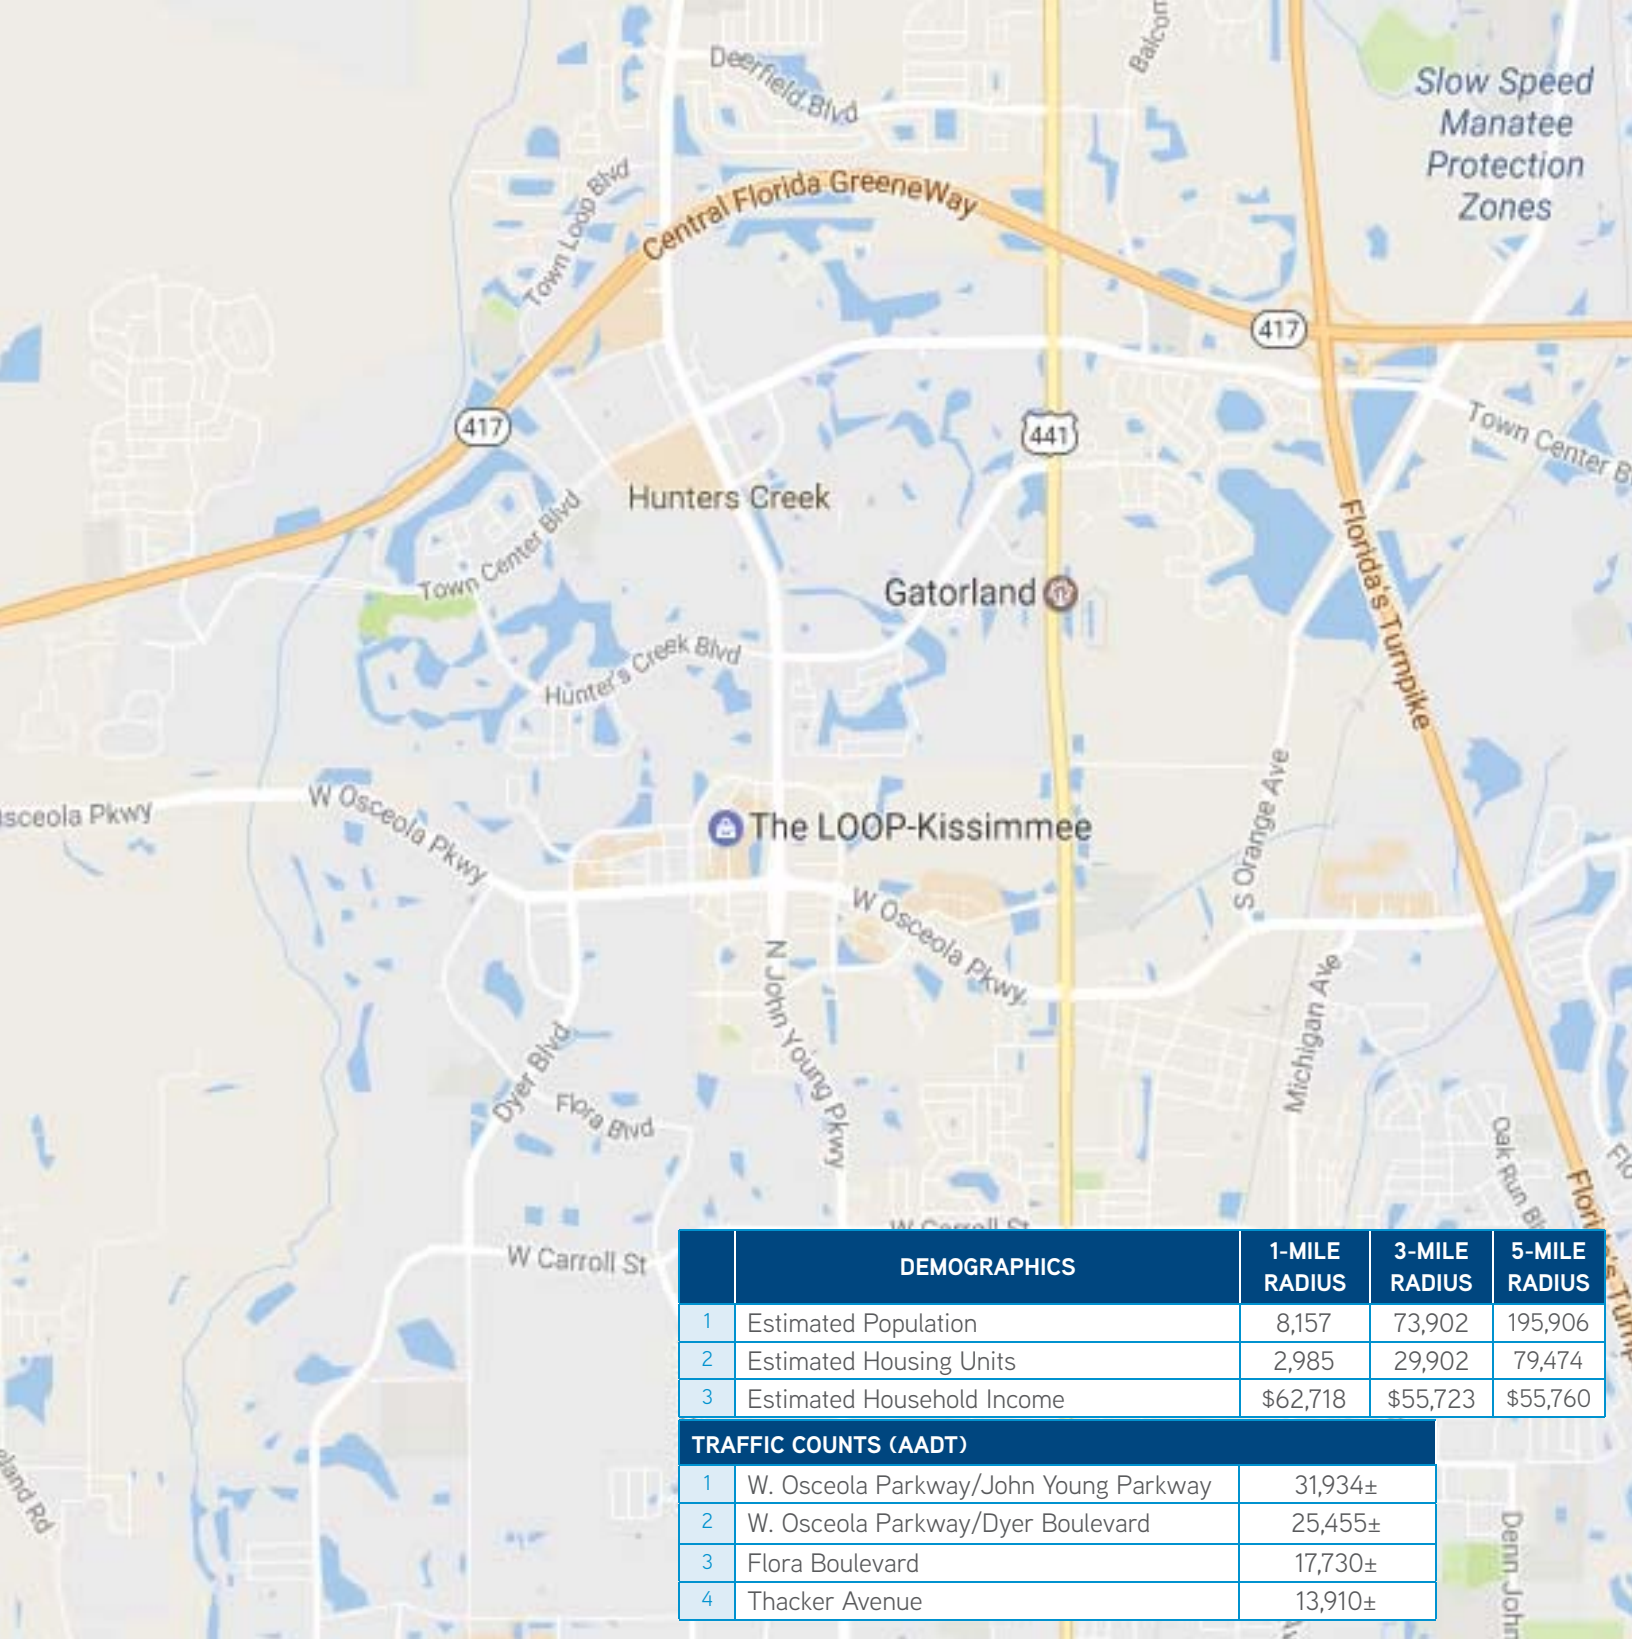 Deerfield Blvd
Slow Speed
Manatee
Protection
Zones
Town Loop Blvd
Central Florida GreeneWay
417
417
441
Town Center
Hunters Creek
Town Center Blvd
Florida's Turnpike
Gatorland
Hunter's Creek Blvd
W Osceola Pkwy
Pkwy
The LOOP-Kissimmee
S Orange Ave
W Osceola Pkwy
N John Young Pkwy
Michigan Ave
Dyer Blvd
Flora Blvd
Oak Run
W Carroll St
W Carroll St
DEMOGRAPHICS
1-MILE
RADIUS
3-MILE
RADIUS
5-MILE
RADIUS
1 Estimated Population 8,157 73,902 195,906
2 Estimated Housing Units 2,985 29,902 79,474
3 Estimated Household Income $62,718 $55,723 $55,760
TRAFFIC COUNTS (AADT)
1 W. Osceola Parkway/John Young Parkway 31,934±
2 W. Osceola Parkway/Dyer Boulevard 25,455±
3 Flora Boulevard 17,730±
4 Thacker Avenue 13,910±
Rd
Denn John